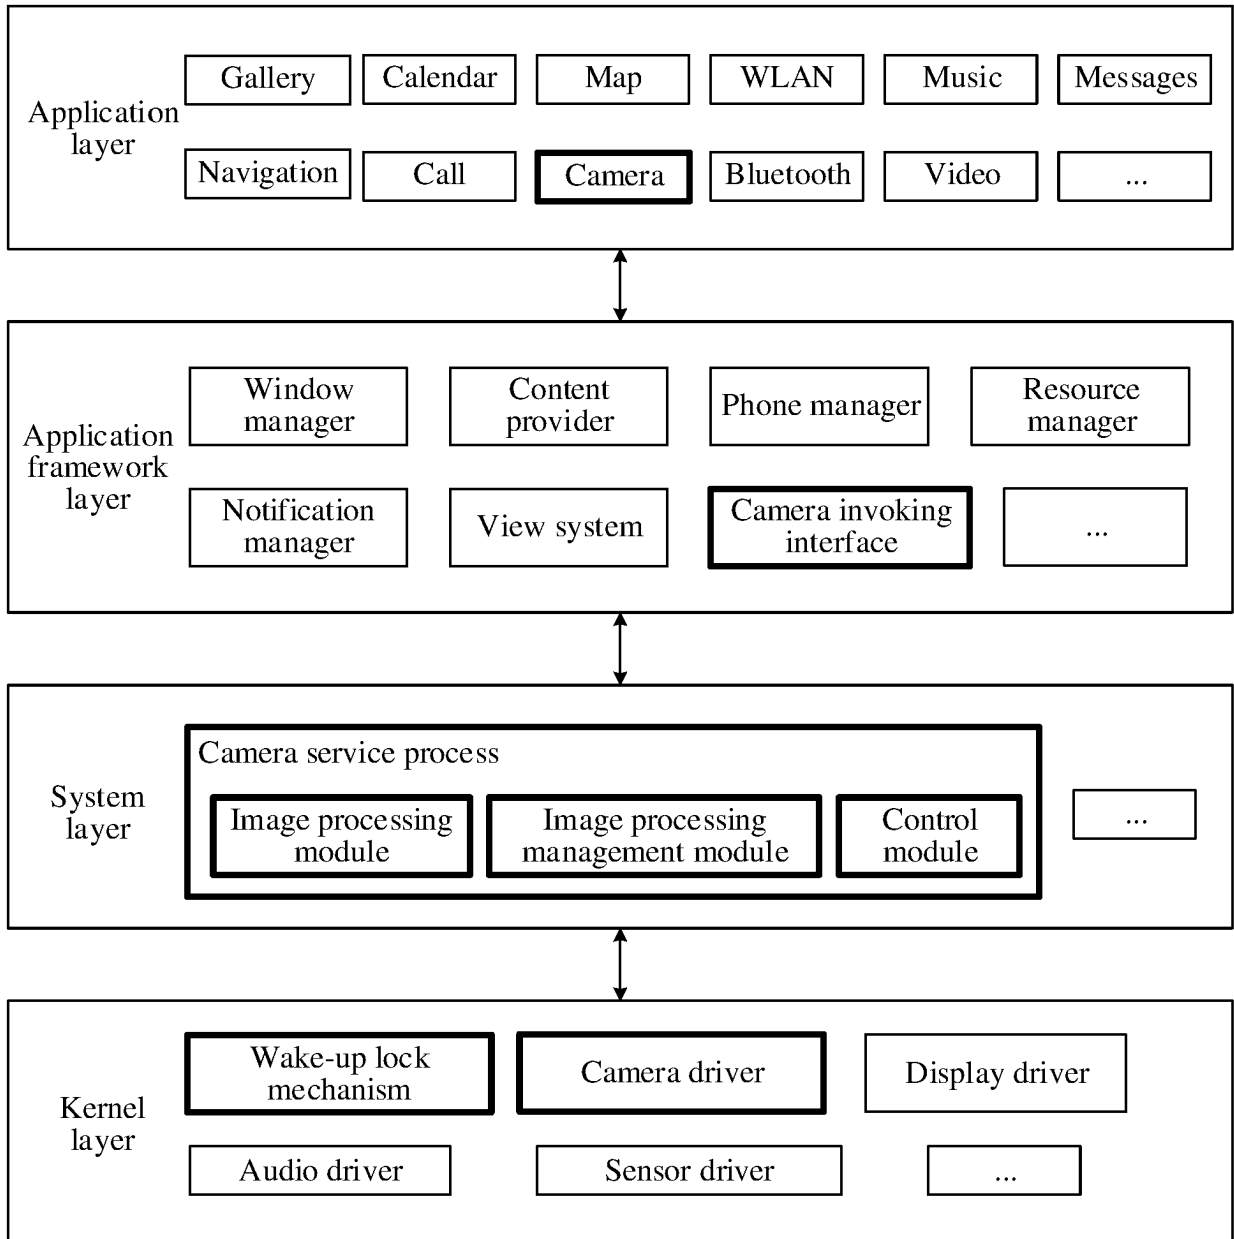 Application
layer
Gallery
Calendar
Map
WLAN
Music
Messages
Navigation
Call
Camera
Bluetooth
Video
...
Application
framework
layer
Window
manager
Content
provider
Phone manager
Resource
manager
Notification
manager
View system
Camera invoking
interface
...
System
layer
Camera service process
Image processing
module
Image processing
management module
Control
module
...
Kernel
layer
Wake-up lock
mechanism
Camera driver
Display driver
Audio driver
Sensor driver
...